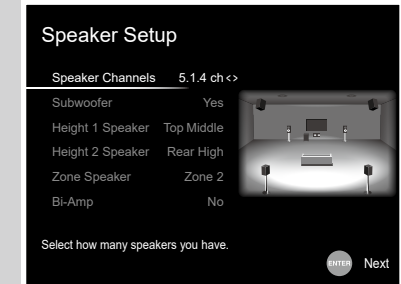 Speaker Setup
Speaker Channels 5.1.4 ch<>
Subwoofer Yes
Height 1 Speaker Top Middle
Height 2 Speaker Rear High
Zone Speaker Zone 2
Bi-Amp No
Select how many speakers you have.
ENTER Next